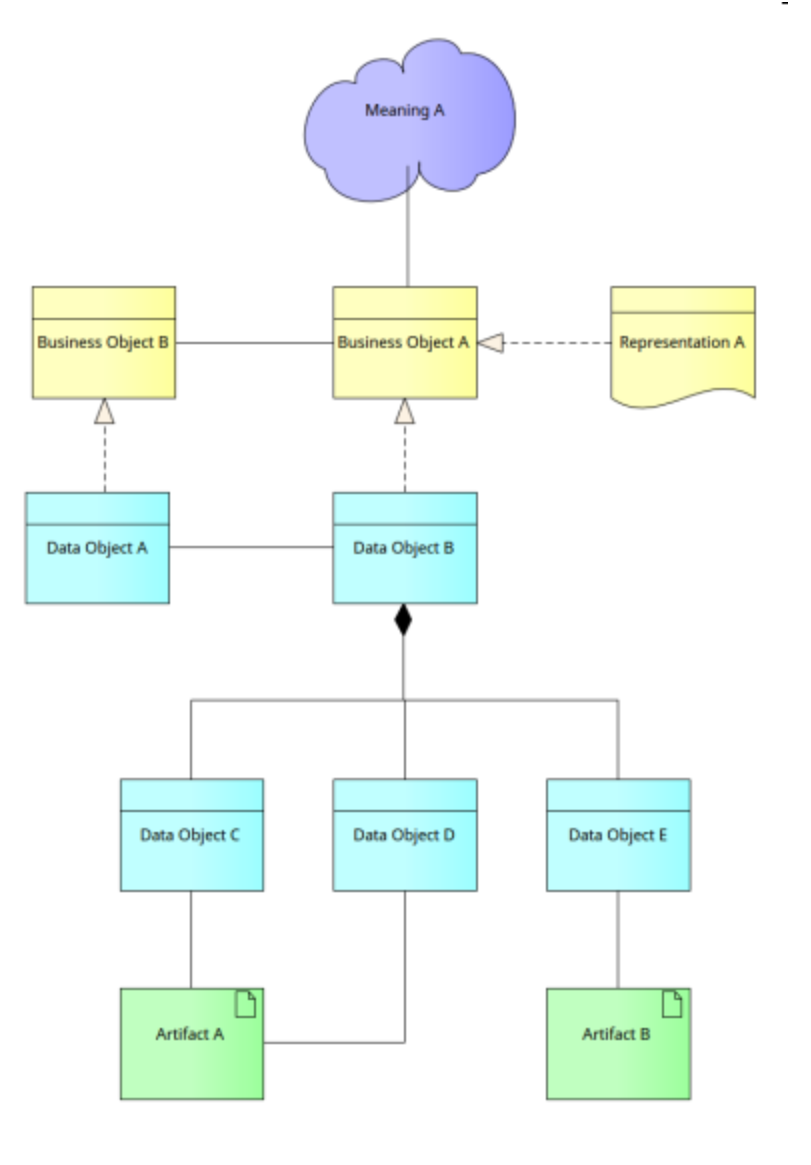 Meaning A
Business Object B
Business Object A
Representation A
Data Object A
Data Object B
Data Object C
Data Object D
Data Object E
Artifact A
Artifact B